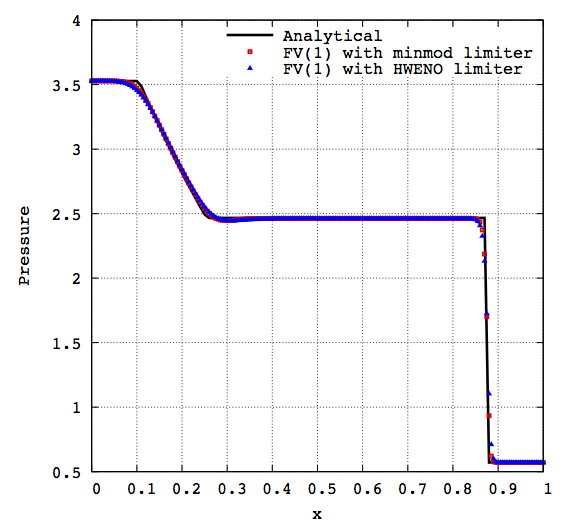 4
Analytical
FV(1) with minmod limiter
FV(1) with HWENO limiter
3.5
3
2.5
2
1.5
1
0.5
Pressure
0 0.1 0.2 0.3 0.4 0.5 0.6 0.7 0.8 0.9 1
x